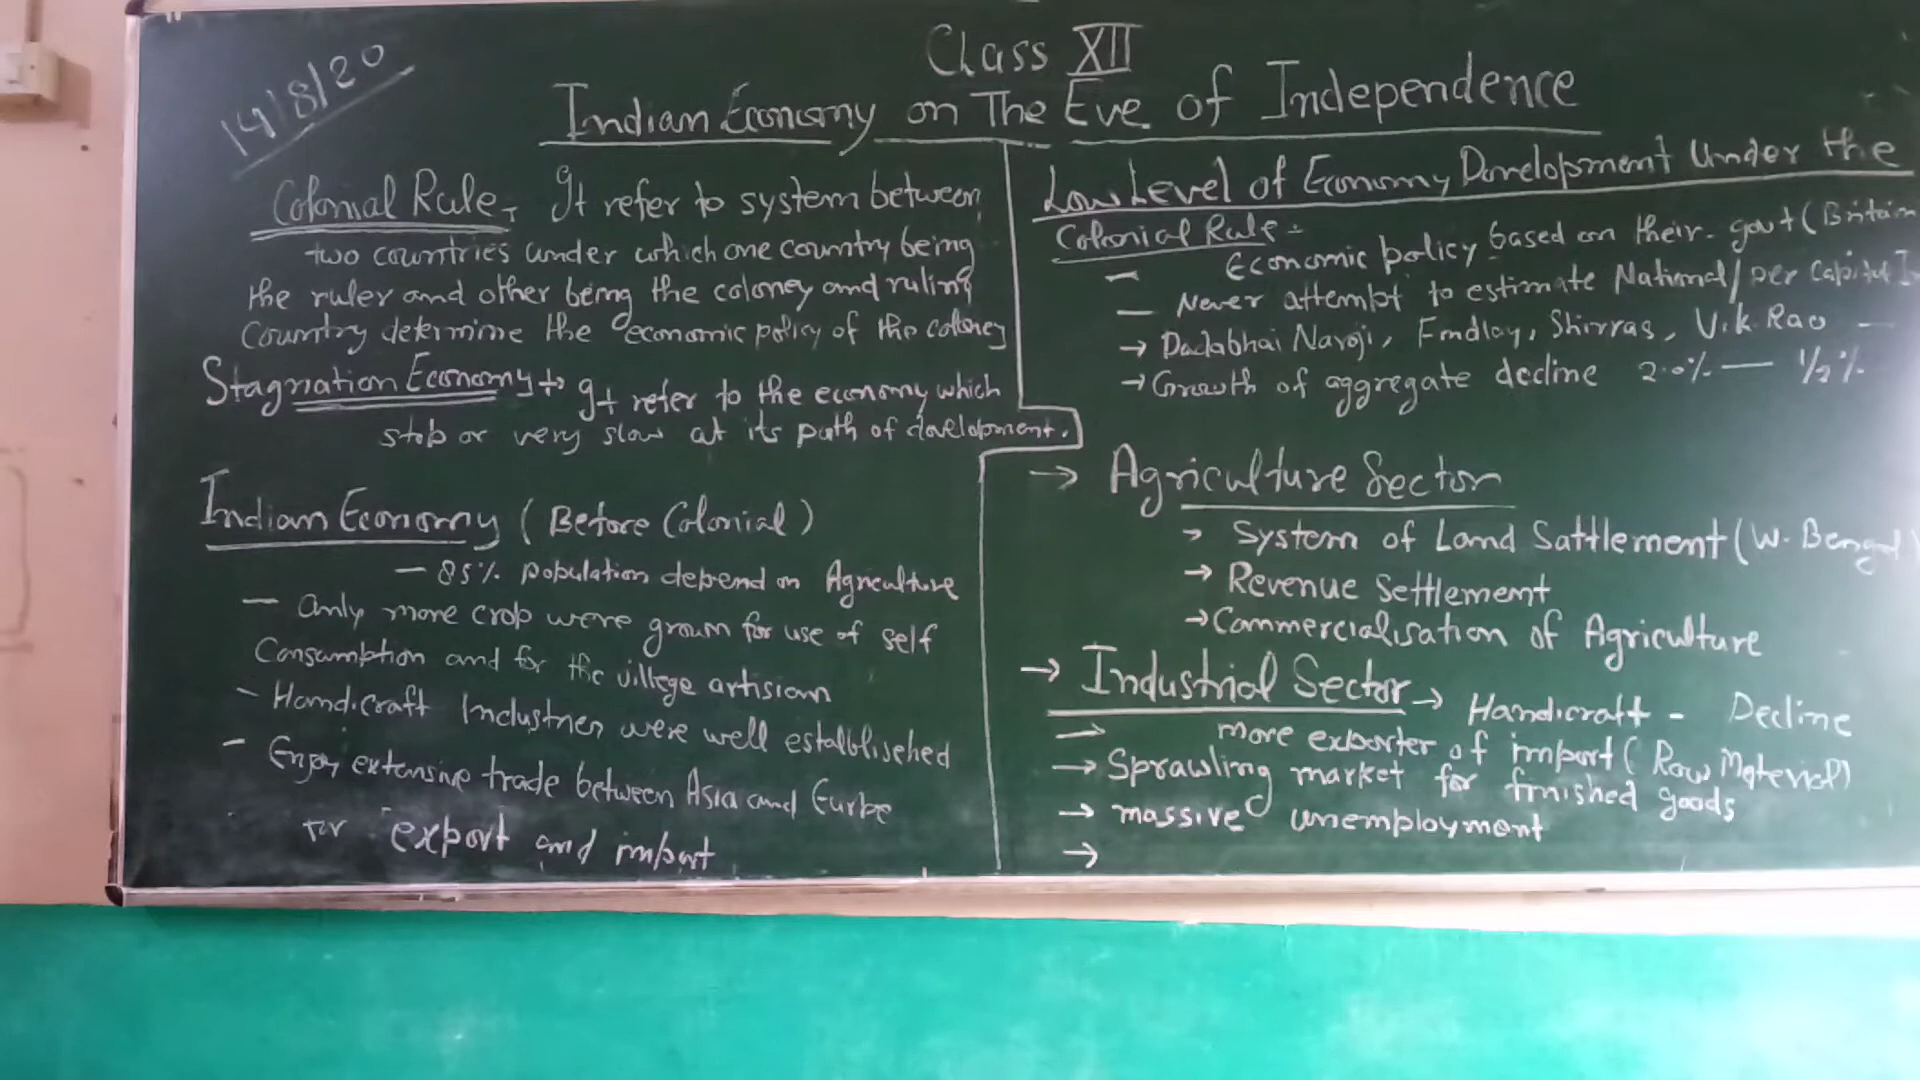 14/8/20
Class XII
Indian Economy on The Eve of Independence
Colonial Rule → It refer to system between
two countries under which one country being
the ruler and other being the coloney and ruling
Country determine the economic policy of the coloney
Stagnation Economy → It refer to the economy which
stop or very slow at its path of development.
Indian Economy (Before Colonial)
— 85% population depend on Agriculture
— Only more crop were grown for use of self
Consumption and for the villege artisian
– Handicraft Industries were well establisehed
– Enjoy extensive trade between Asia and Eurpe
for export and import
Low Level of Economy Development Under the
Colonial Rule –
— Economic policy based on their govt (Britain
— Never attempt to estimate National/per Capital
→ Dadabhai Naroji, Findlay, Shirras, V.k. Rao —
→ Growth of aggregate decline 2.0% — 1/2%
→ Agriculture Sector
→ System of Land Sattlement (W. Bengal)
→ Revenue Settlement
→ Commercialisation of Agriculture
→ Industrial Sector → Handicraft - Decline
→ more exporter of import (Raw Material)
→ Sprawling market for finished goods
→ massive unemployment
→